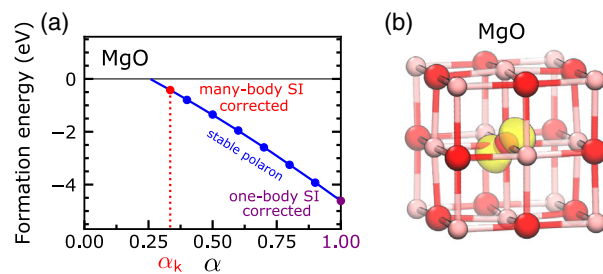 (a)
MgO
Formation energy (eV)
0
−2
−4
many-body SI
corrected
stable polaron
one-body SI
corrected
0.00 0.25 0.50 0.75 1.00
αk α
(b)
MgO